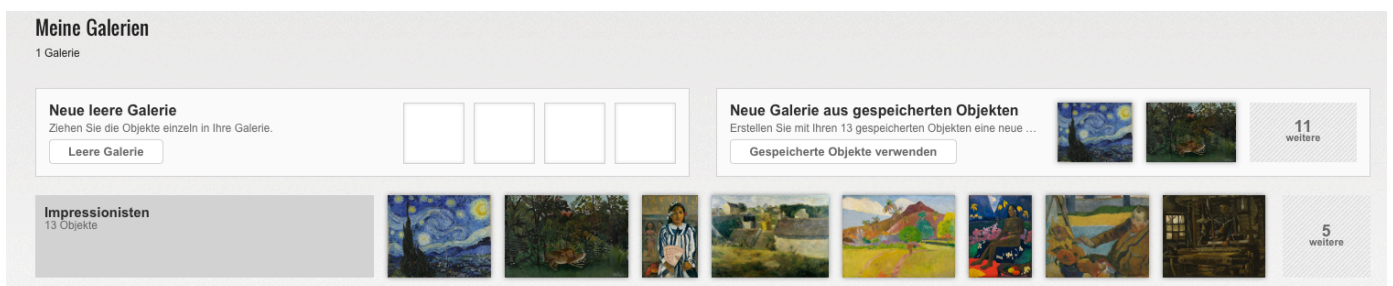 Meine Galerien
1 Galerie
Neue leere Galerie
Ziehen Sie die Objekte einzeln in Ihre Galerie.
Leere Galerie
Neue Galerie aus gespeicherten Objekten
Erstellen Sie mit Ihren 13 gespeicherten Objekten eine neue ...
Gespeicherte Objekte verwenden
11
weitere
Impressionisten
13 Objekte
5
weitere